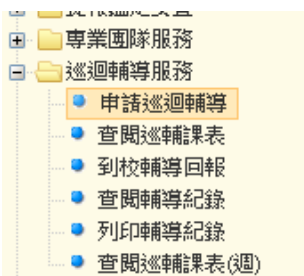 專業團隊服務
巡迴輔導服務
申請巡迴輔導
查閱巡輔課表
到校輔導回報
查閱輔導紀錄
列印輔導紀錄
查閱巡輔課表(週)